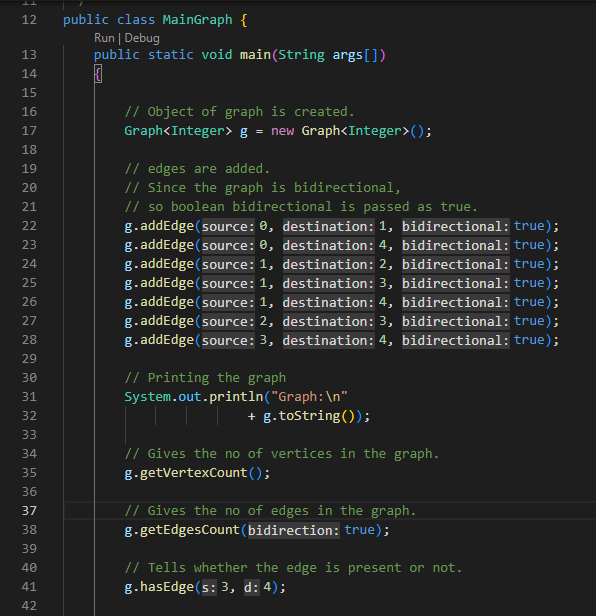 11 /
12 public class MainGraph {
Run | Debug
13 public static void main(String args[])
14 {
15
16 // Object of graph is created.
17 Graph<Integer> g = new Graph<Integer>();
18
19 // edges are added.
20 // Since the graph is bidirectional,
21 // so boolean bidirectional is passed as true.
22 g.addEdge(source: 0, destination: 1, bidirectional: true);
23 g.addEdge(source: 0, destination: 4, bidirectional: true);
24 g.addEdge(source: 1, destination: 2, bidirectional: true);
25 g.addEdge(source: 1, destination: 3, bidirectional: true);
26 g.addEdge(source: 1, destination: 4, bidirectional: true);
27 g.addEdge(source: 2, destination: 3, bidirectional: true);
28 g.addEdge(source: 3, destination: 4, bidirectional: true);
29
30 // Printing the graph
31 System.out.println("Graph:\n"
32 + g.toString());
33
34 // Gives the no of vertices in the graph.
35 g.getVertexCount();
36
37 // Gives the no of edges in the graph.
38 g.getEdgesCount(bidirection: true);
39
40 // Tells whether the edge is present or not.
41 g.hasEdge(s: 3, d: 4);
42